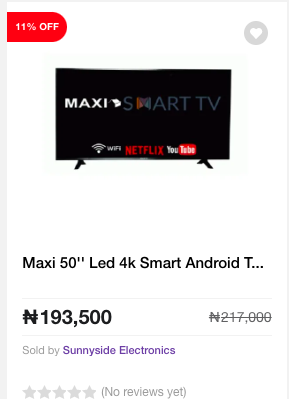 11% OFF
MAXI SMART TV
WiFi NETFLIX YouTube
Maxi 50'' Led 4k Smart Android T...
₦193,500 ₦217,000
Sold by Sunnyside Electronics
(No reviews yet)